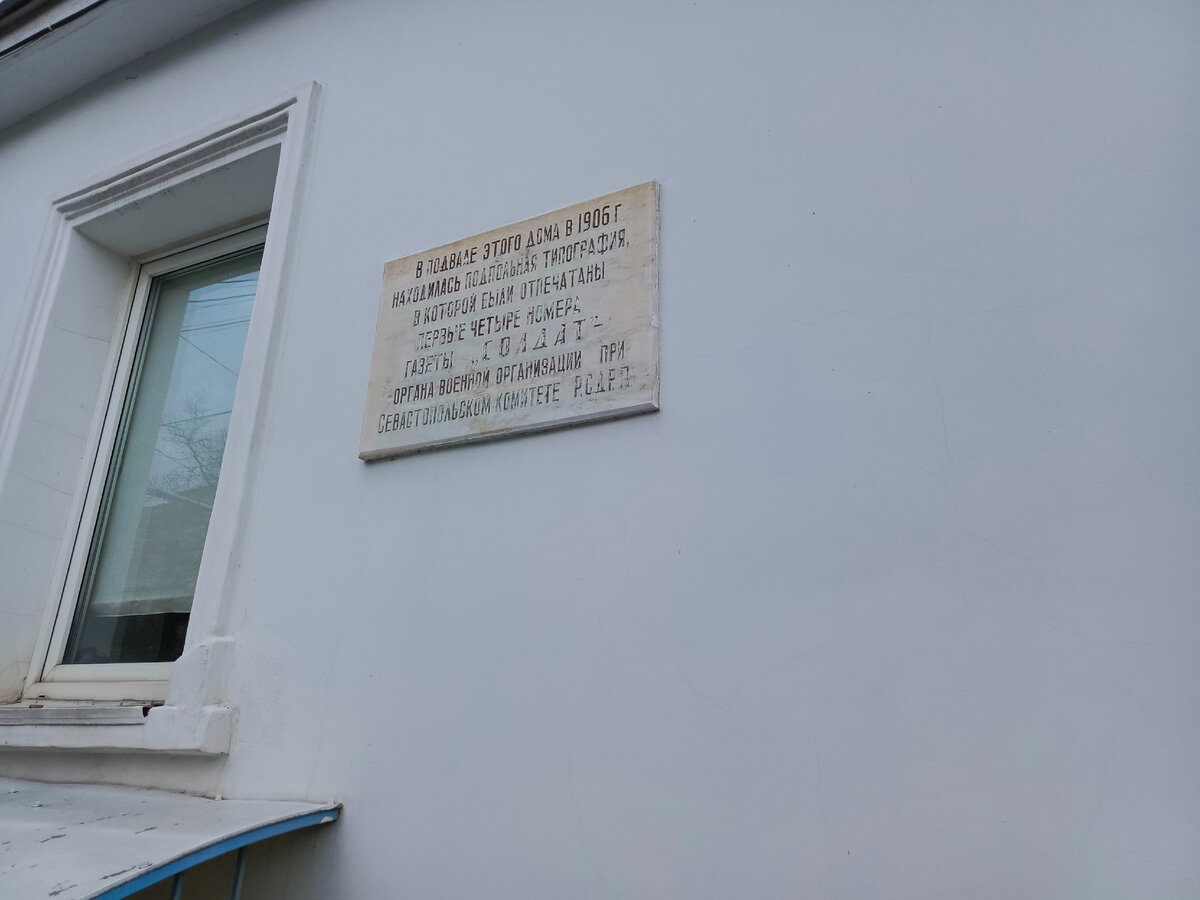 В ПОДВАЛЕ ЭТОГО ДОМА В 1906 Г
НАХОДИЛАСЬ ПОДПОЛЬНАЯ ТИПОГРАФИЯ,
В КОТОРОЙ БЫЛИ ОТПЕЧАТАНЫ
ПЕРВЫЕ ЧЕТЫРЕ НОМЕРА
ГАЗЕТЫ „СОЛДАТ"
ОРГАНА ВОЕННОЙ ОРГАНИЗАЦИИ ПРИ
СЕВАСТОПОЛЬСКОМ КОМИТЕТЕ Р.С.Д.Р.П.